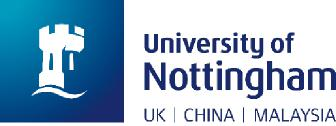 University of
Nottingham
UK | CHINA | MALAYSIA